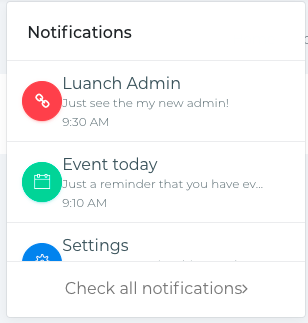 Notifications
Luanch Admin
Just see the my new admin!
9:30 AM
Event today
Just a reminder that you have ev...
9:10 AM
Settings
Check all notifications